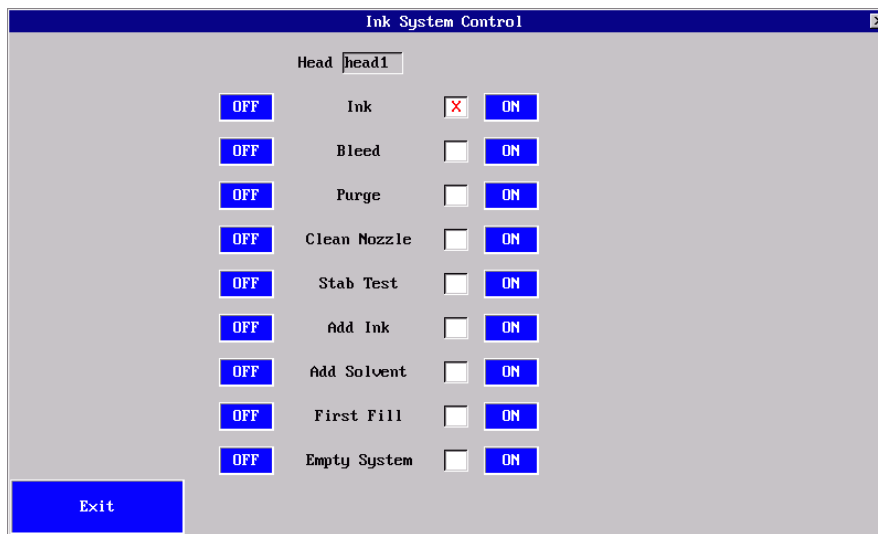 Ink System Control
Head head1
OFF Ink X ON
OFF Bleed ON
OFF Purge ON
OFF Clean Nozzle ON
OFF Stab Test ON
OFF Add Ink ON
OFF Add Solvent ON
OFF First Fill ON
OFF Empty System ON
Exit